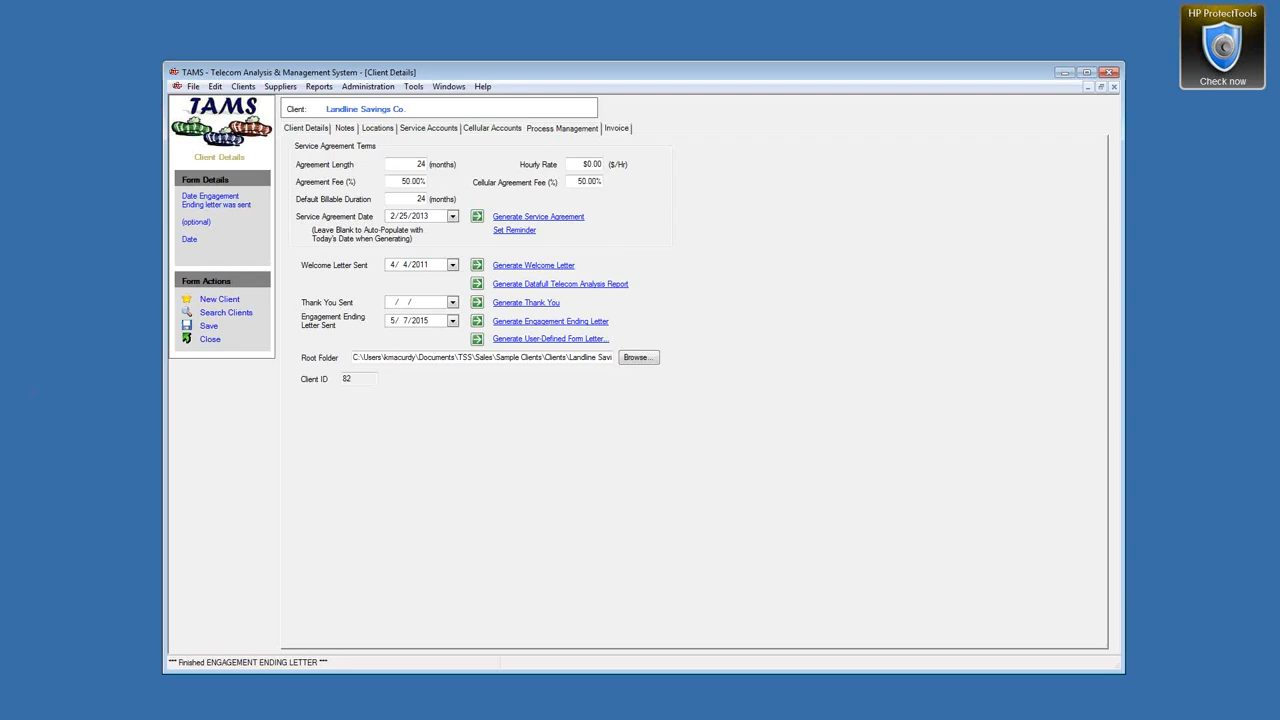 HP ProtectTools
Check now
TAMS - Telecom Analysis & Management System - [Client Details]
File Edit Clients Suppliers Reports Administration Tools Windows Help
TAMS
Client Details
Form Details
Date Engagement
Ending letter was sent
(optional)
Date
Form Actions
New Client
Search Clients
Save
Close
Client: Landline Savings Co.
Client Details Notes Locations Service Accounts Cellular Accounts Process Management Invoice
Service Agreement Terms
Agreement Length 24 (months) Hourly Rate $0.00 ($/Hr)
Agreement Fee (%) 50.00% Cellular Agreement Fee (%) 50.00%
Default Billable Duration 24 (months)
Service Agreement Date 2/25/2013 Generate Service Agreement
(Leave Blank to Auto-Populate with
Today's Date when Generating)
Set Reminder
Welcome Letter Sent 4/ 4/2011 Generate Welcome Letter
Generate Datafull Telecom Analysis Report
Thank You Sent / / Generate Thank You
Engagement Ending
Letter Sent 5/ 7/2015 Generate Engagement Ending Letter
Generate User-Defined Form Letter...
Root Folder C:\Users\kmacurdy\Documents\TSS\Sales\Sample Clients\Clients\Landline Savi Browse...
Client ID 82
*** Finished ENGAGEMENT ENDING LETTER ***